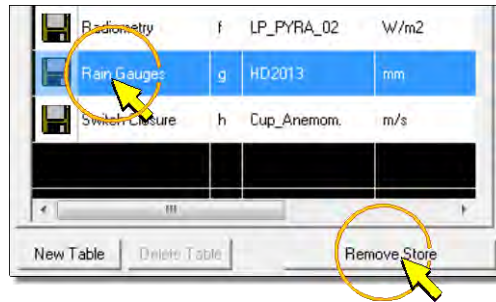 Radiometry f LP_PYRA_02 W/m2
Rain Gauges g HD2013 mm
Switch Closure h Cup_Anemom. m/s
New Table Delete Table Remove Store